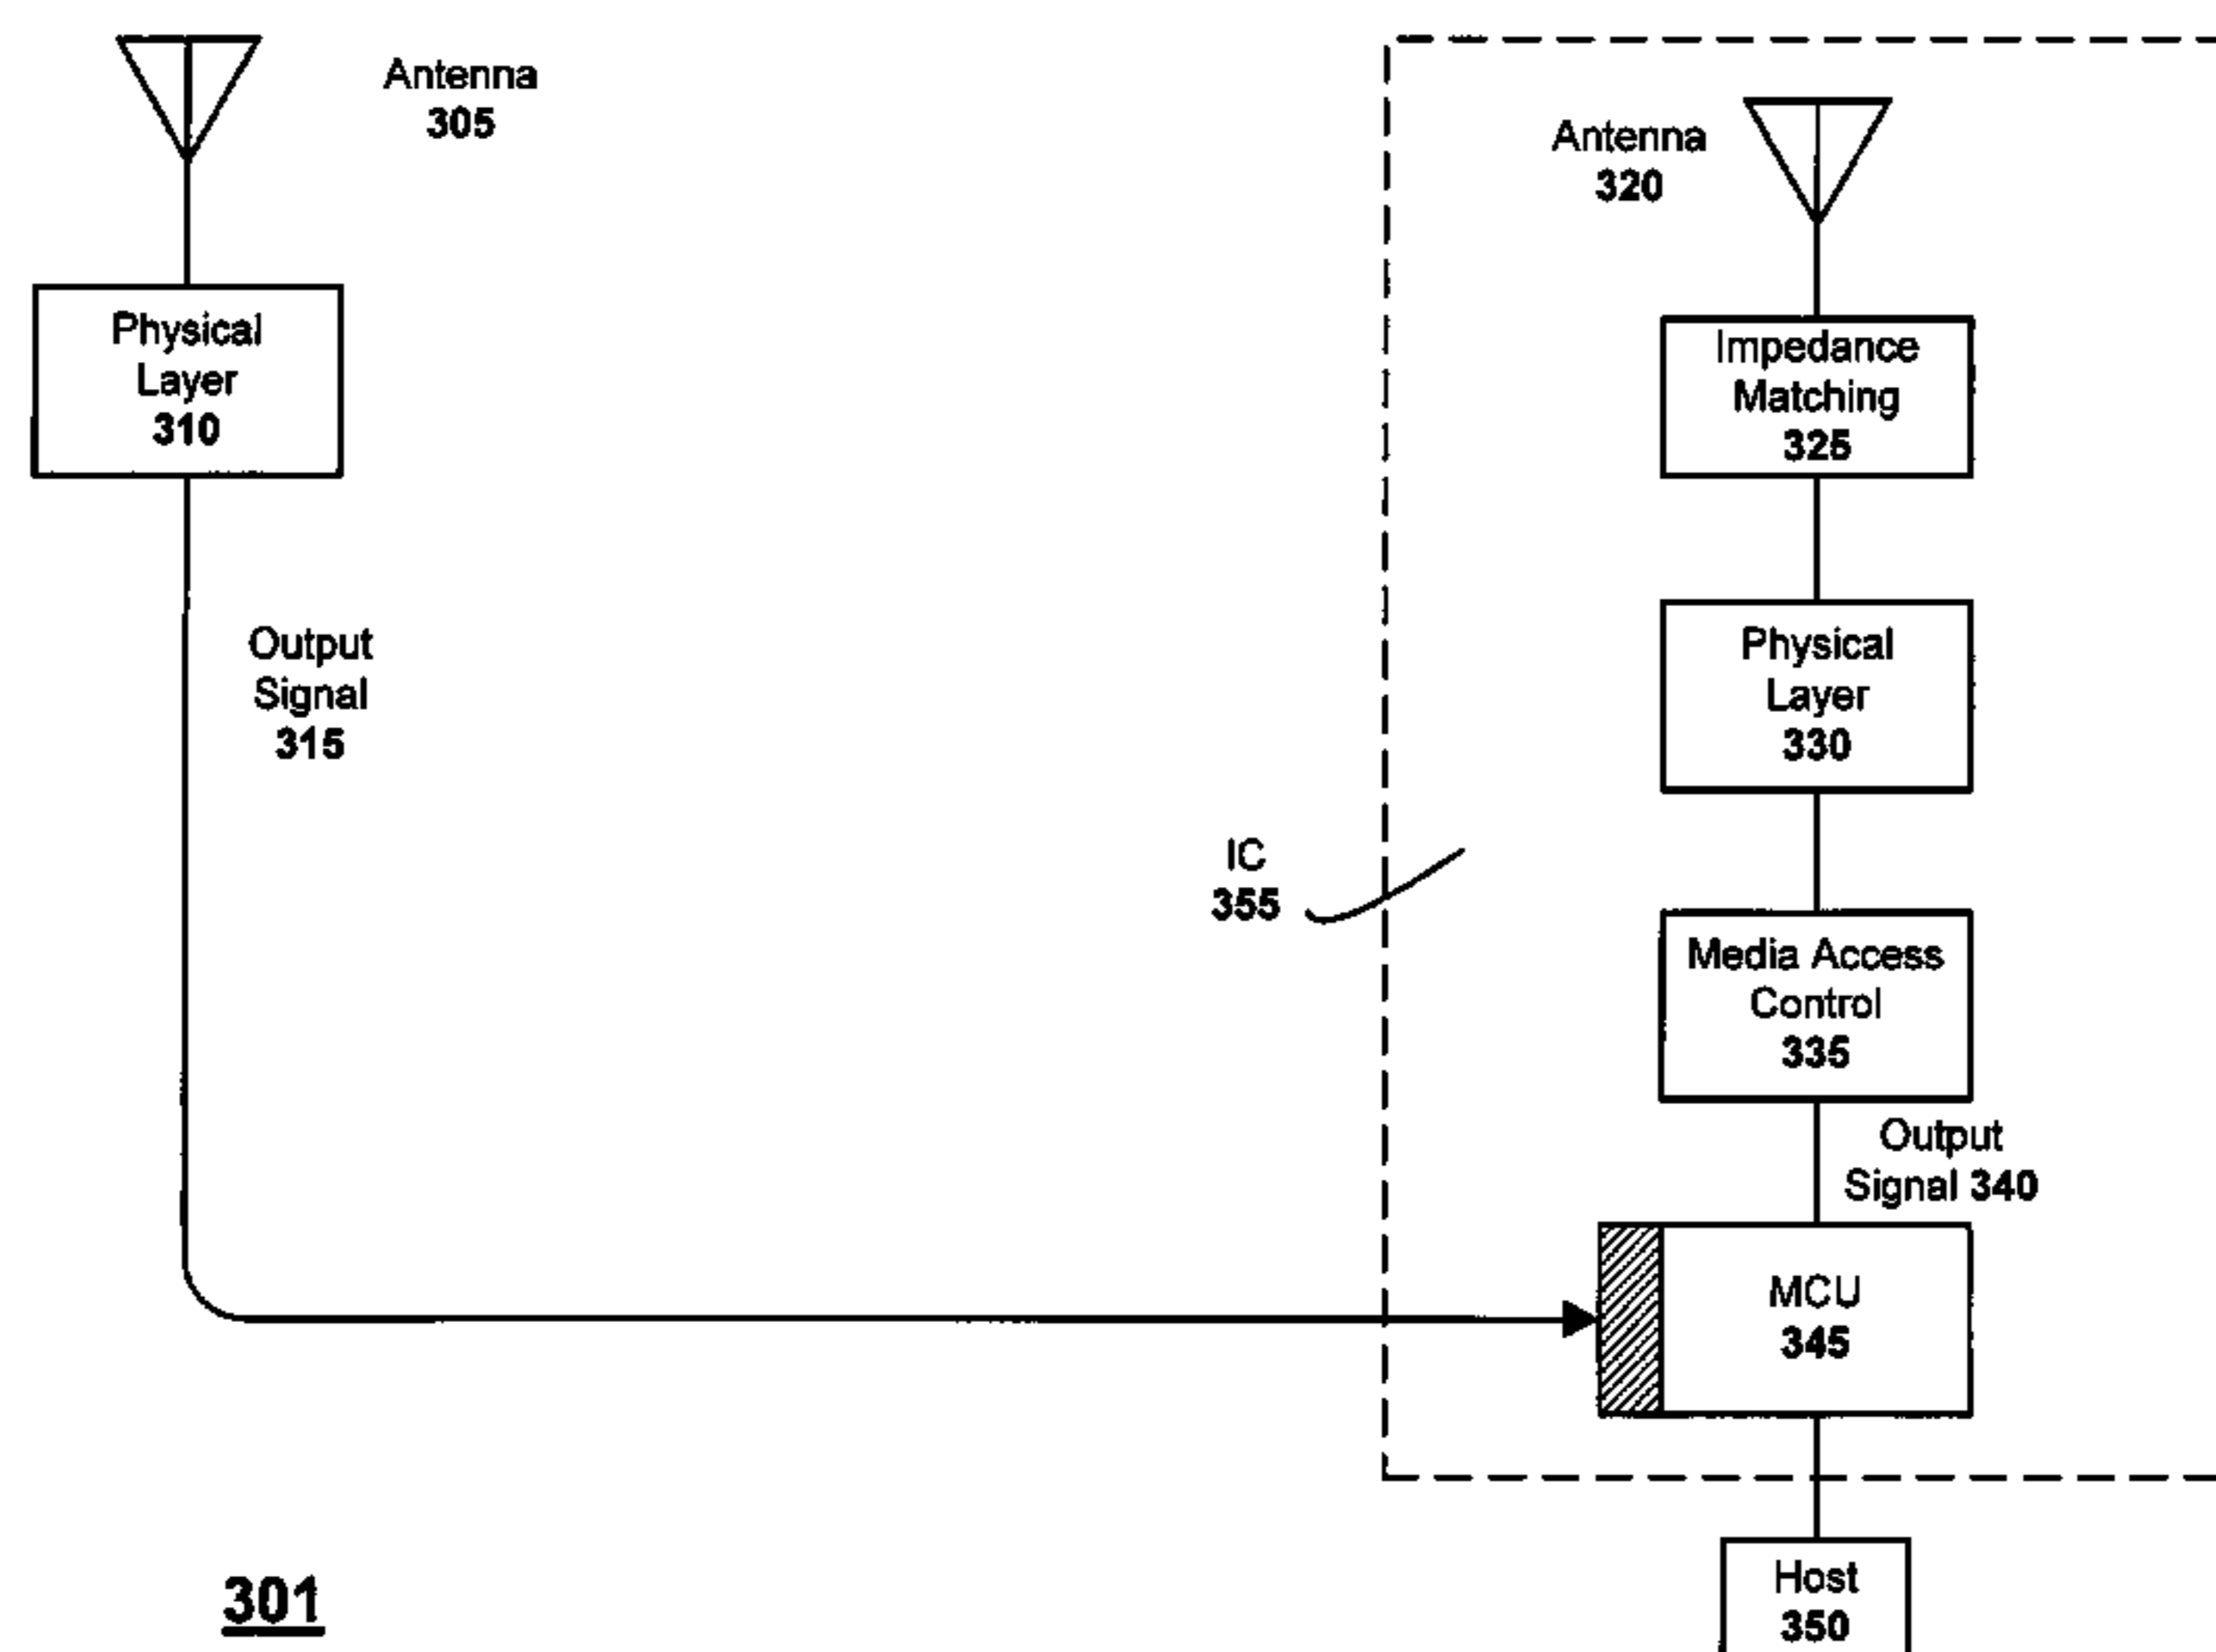 Antenna
305
Physical
Layer
310
Output
Signal
315
301
IC
355
Antenna
320
Impedance
Matching
325
Physical
Layer
330
Media Access
Control
335
Output
Signal 340
MCU
345
Host
350